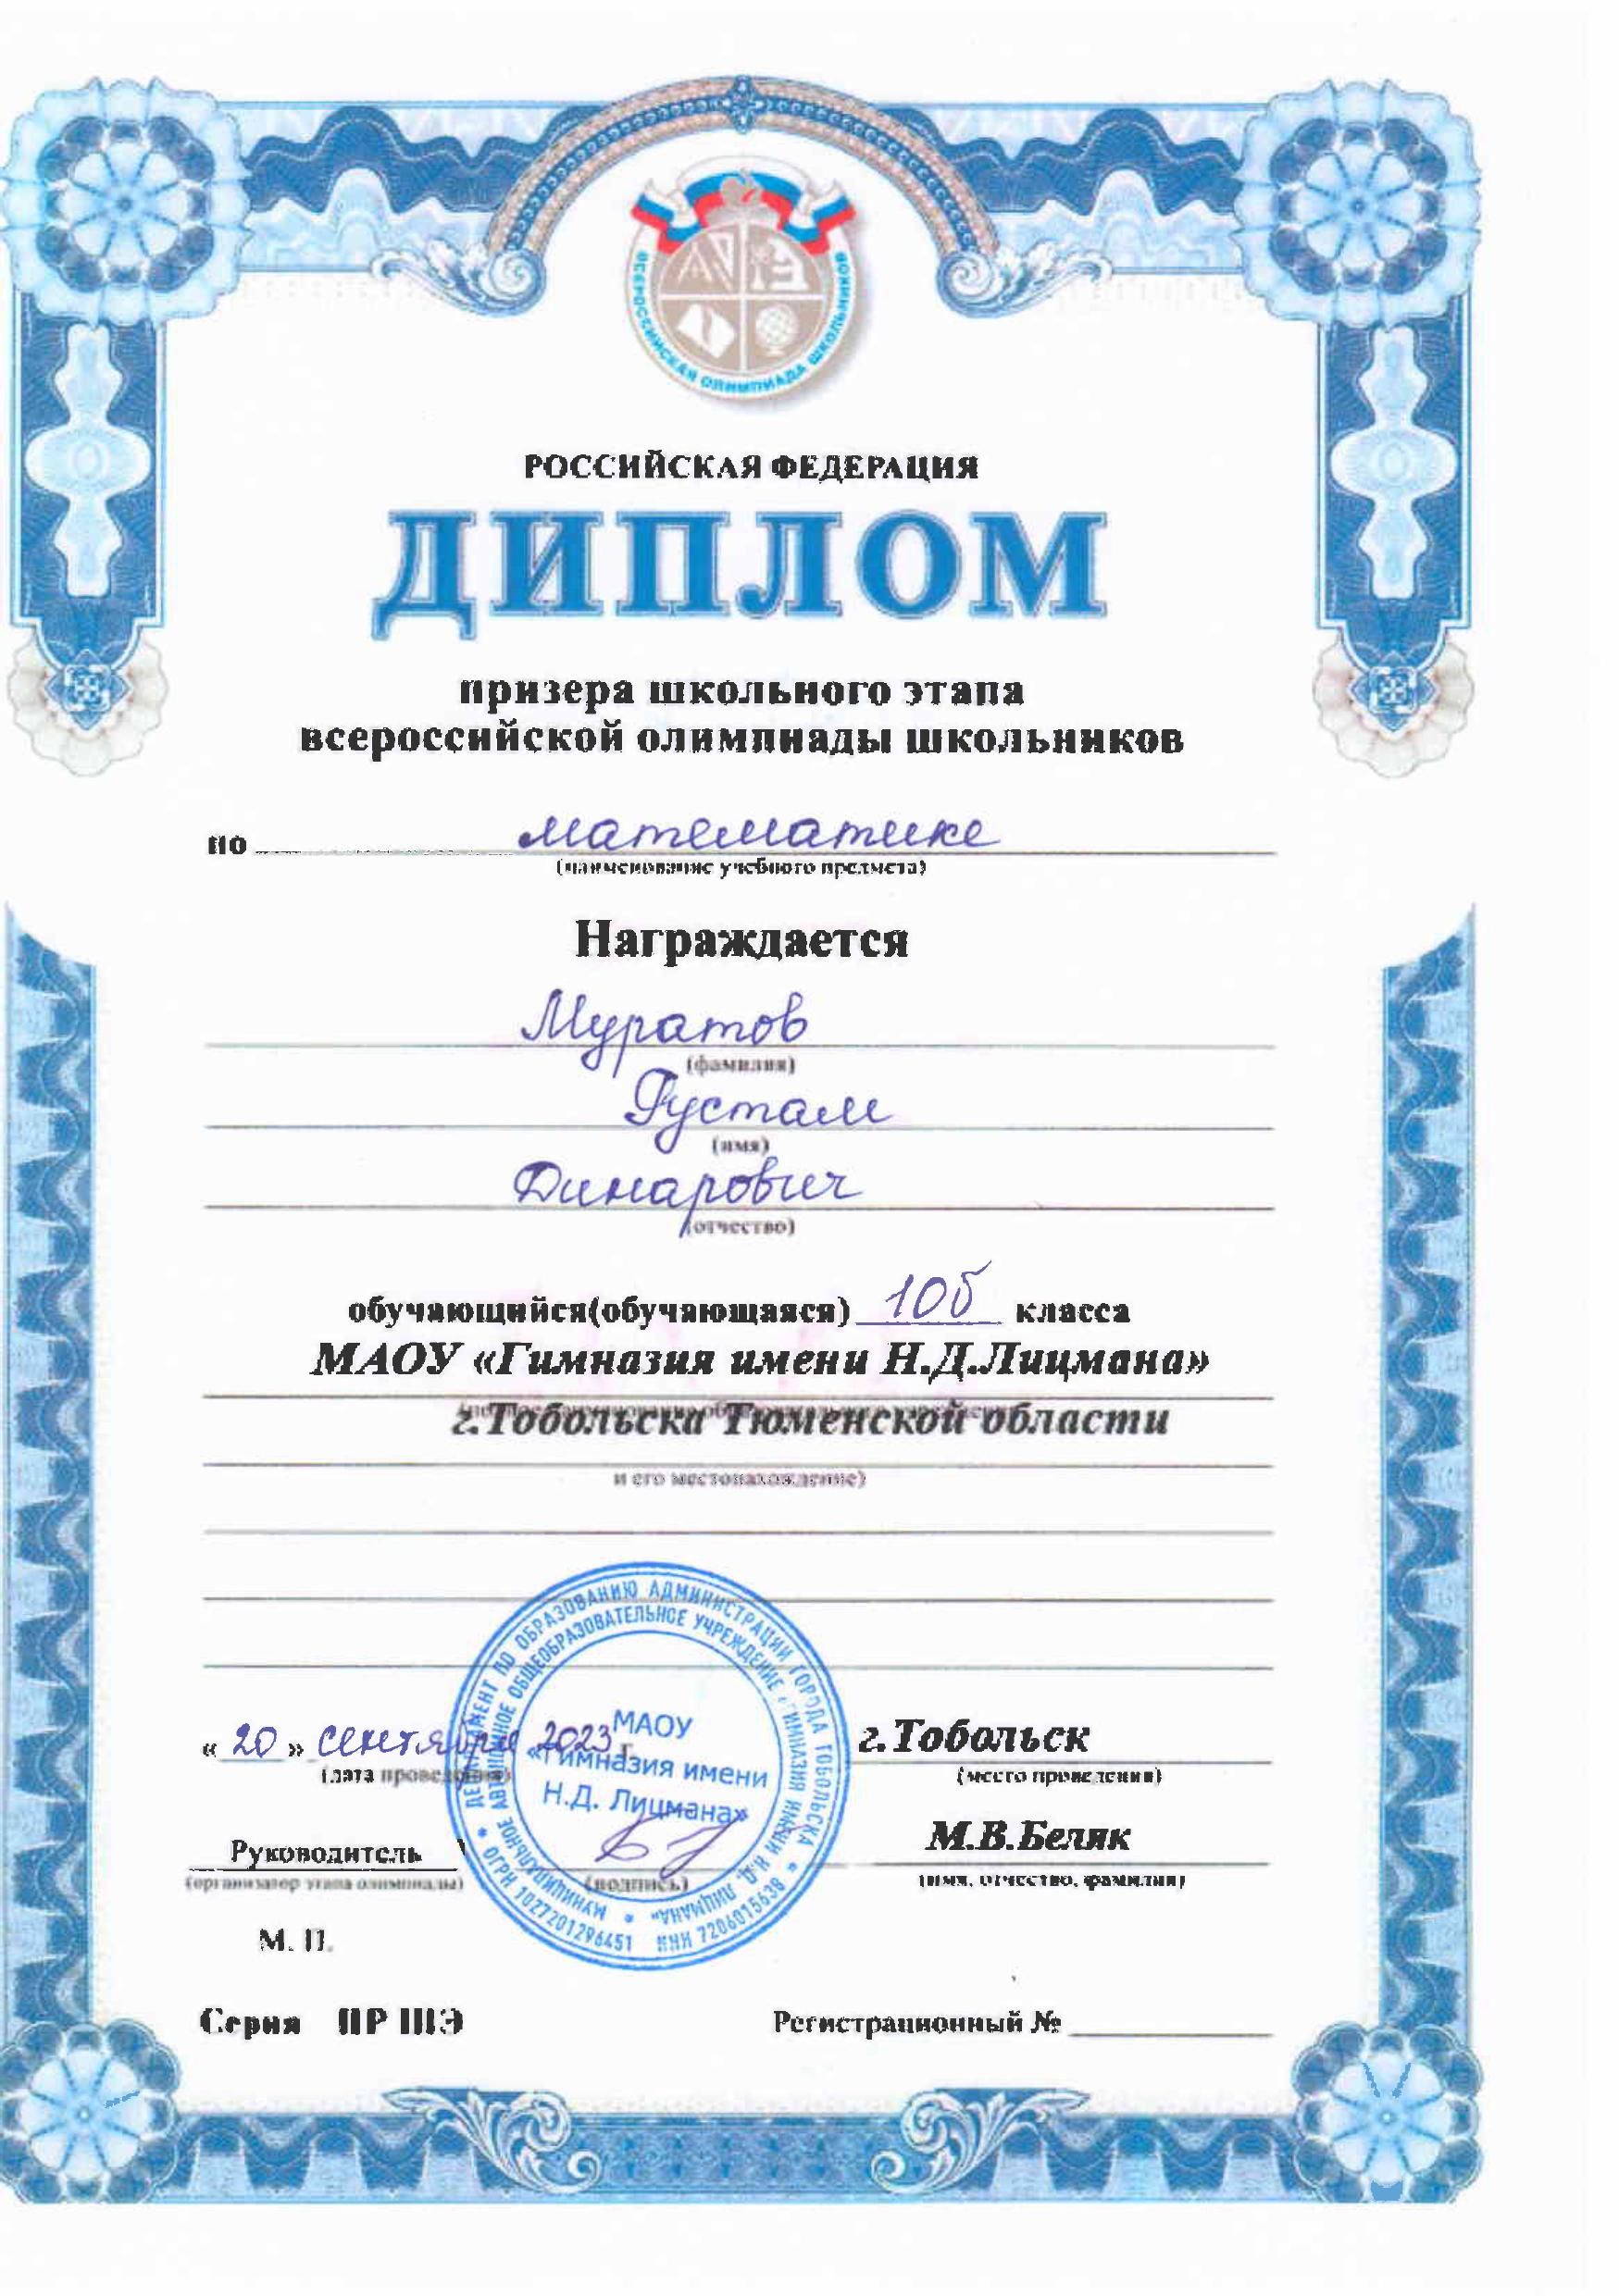 ВСЕРОССИЙСКАЯ ОЛИМПИАДА ШКОЛЬНИКОВ
РОССИЙСКАЯ ФЕДЕРАЦИЯ
ДИПЛОМ
призера школьного этапа
всероссийской олимпиады школьников
по математике
(наименование учебного предмета)
Награждается
Муратов
(фамилия)
Рустам
(имя)
Динарович
(отчество)
обучающийся(обучающаяся) 10б класса
МАОУ «Гимназия имени Н.Д.Лицмана»
г.Тобольска Тюменской области
и его местонахождение)
« 20 » сентября 2023 г.
г.Тобольск
(дата проведения)
(место проведения)
ДЕПАРТАМЕНТ ПО ОБРАЗОВАНИЮ АДМИНИСТРАЦИИ ГОРОДА ТОБОЛЬСКА
МУНИЦИПАЛЬНОЕ АВТОНОМНОЕ ОБЩЕОБРАЗОВАТЕЛЬНОЕ УЧРЕЖДЕНИЕ «ГИМНАЗИЯ ИМЕНИ Н.Д. ЛИЦМАНА»
ОГРН 1027201296451 ИНН 7206015638
МАОУ
«Гимназия имени
Н.Д. Лицмана»
Руководитель
М.В.Беляк
(организатор этапа олимпиады)
(подпись)
(имя, отчество, фамилия)
М. П.
Серия ПР ШЭ
Регистрационный №